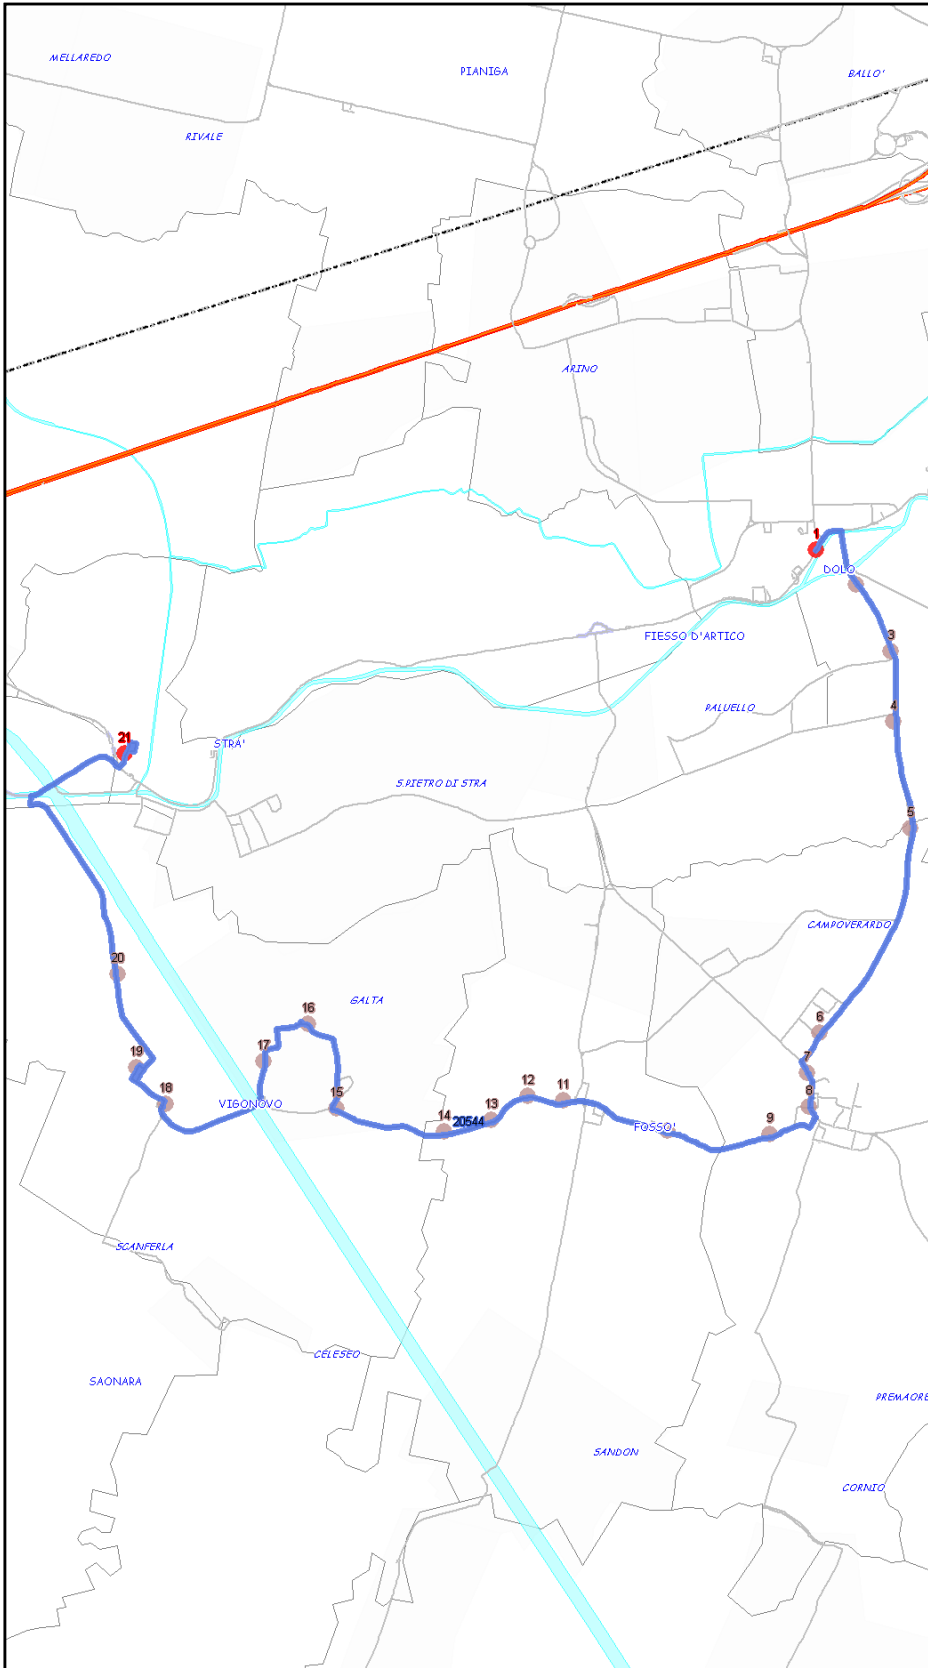 MELLAREDO
PIANIGA
BALLO'
RIVALE
ARINO
1
DOLO
FIESSO D'ARTICO
3
PALUELLO
4
21
STRA'
S.PIETRO DI STRA
5
CAMPOVERARDO
20
GALTA
16
6
17
19
7
15
12
11
18
VIGONOVO
8
13
14
20544
FOSSO'
9
SCANFERLA
CELESEO
SAONARA
PREMAORE
SANDON
CORNIO